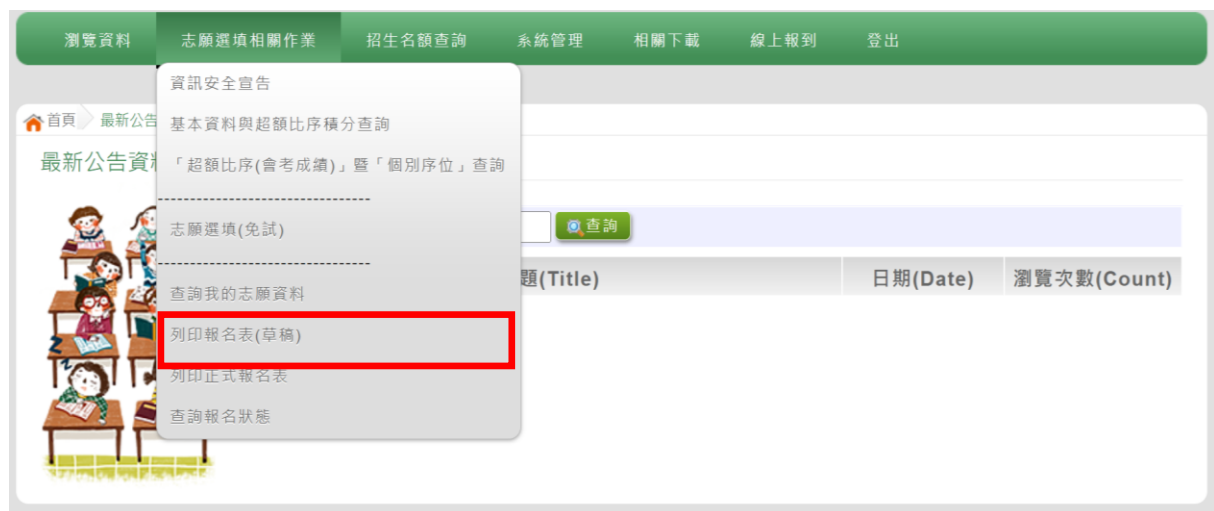 瀏覽資料 志願選填相關作業 招生名額查詢 系統管理 相關下載 線上報到 登出
資訊安全宣告
首頁 最新公告
基本資料與超額比序積分查詢
最新公告資
「超額比序(會考成績)」暨「個別序位」查詢
---------------------------------
志願選填(免試)
查詢
---------------------------------
題(Title) 日期(Date) 瀏覽次數(Count)
查詢我的志願資料
列印報名表(草稿)
列印正式報名表
查詢報名狀態